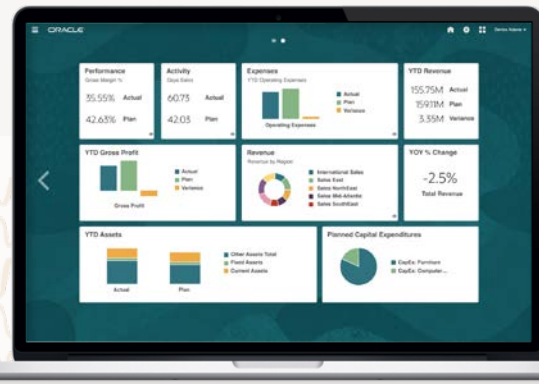 ORACLE
Performance
Gross Margin %
35.55% Actual
42.63% Plan
Activity
Days Sales
60.73 Actual
42.03 Plan
Expenses
YTD Operating Expenses
Actual
Plan
Variance
Operating Expenses
YTD Revenue
155.75M Actual
159.11M Plan
3.35M Variance
YTD Gross Profit
Actual
Plan
Variance
Gross Profit
Revenue
Revenue by Region
International Sales
Sales East
Sales NorthEast
Sales Mid-Atlantic
Sales SouthEast
YOY % Change
-2.5%
Total Revenue
YTD Assets
Other Assets Total
Fixed Assets
Current Assets
Actual Plan
Planned Capital Expenditures
CapEx: Furniture
CapEx: Computer...